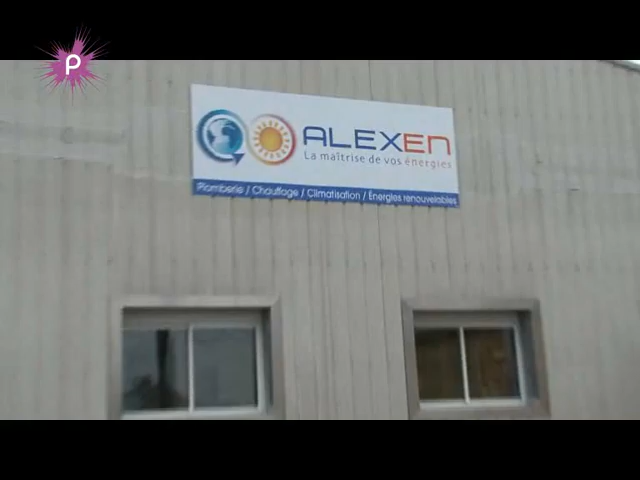 P
ALEXEN
La maîtrise de vos énergies
Plomberie / Chauffage / Climatisation / Énergies renouvelables